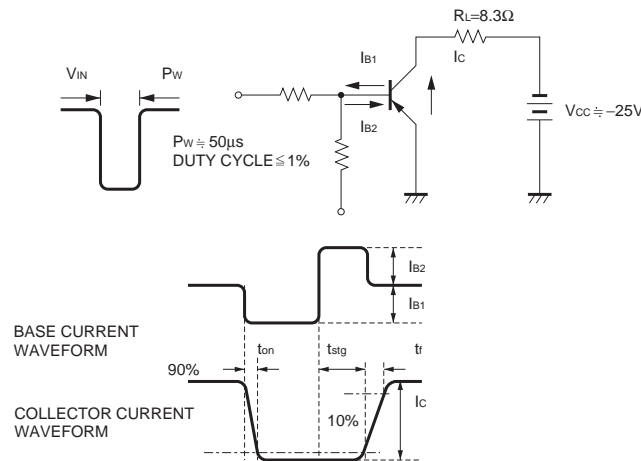 RL=8.3Ω
IB1
IC
VIN
PW
IB2
VCC≒−25V
PW≒50μs
DUTY CYCLE≦1%
IB2
IB1
BASE CURRENT
WAVEFORM
ton
tstg
tf
90%
IC
10%
COLLECTOR CURRENT
WAVEFORM